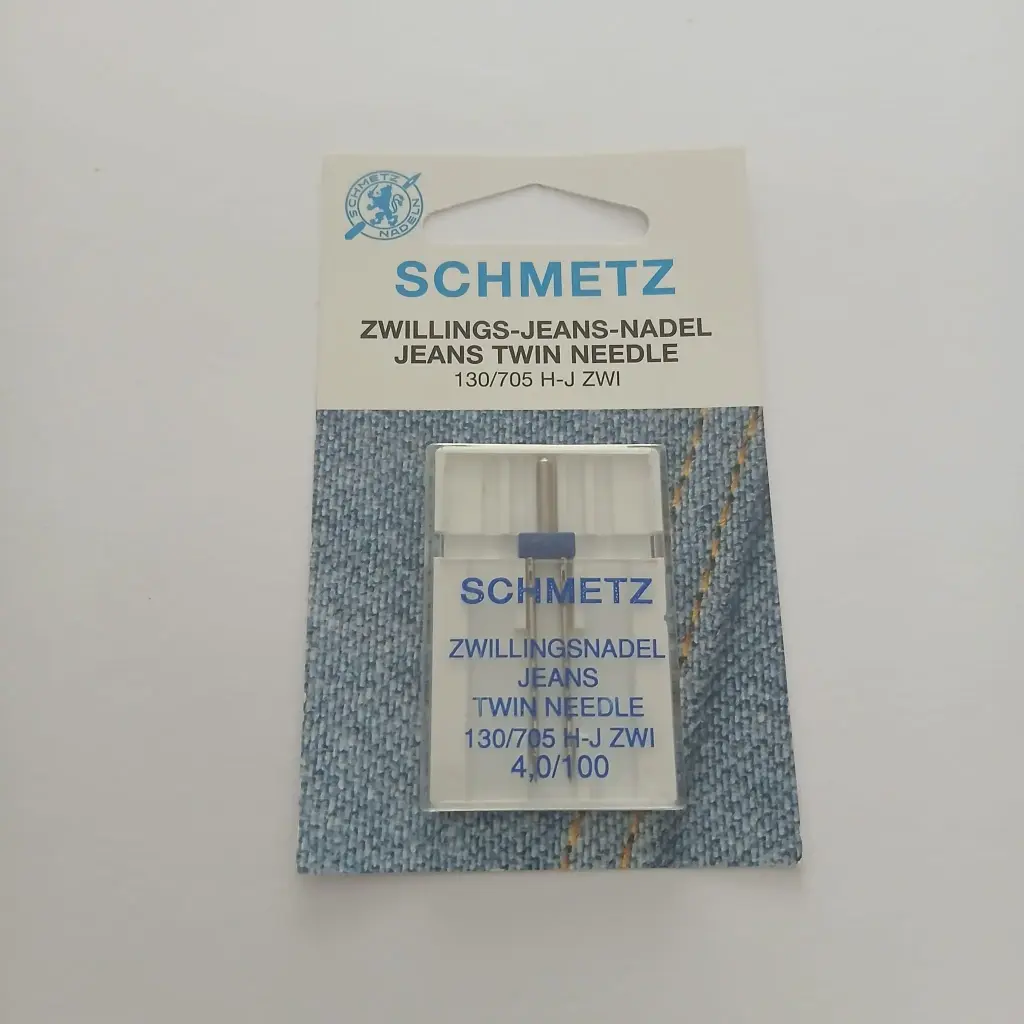 SCHMETZ
NADELN
SCHMETZ
ZWILLINGS-JEANS-NADEL
JEANS TWIN NEEDLE
130/705 H-J ZWI
SCHMETZ
ZWILLINGSNADEL
JEANS
TWIN NEEDLE
130/705 H-J ZWI
4,0/100